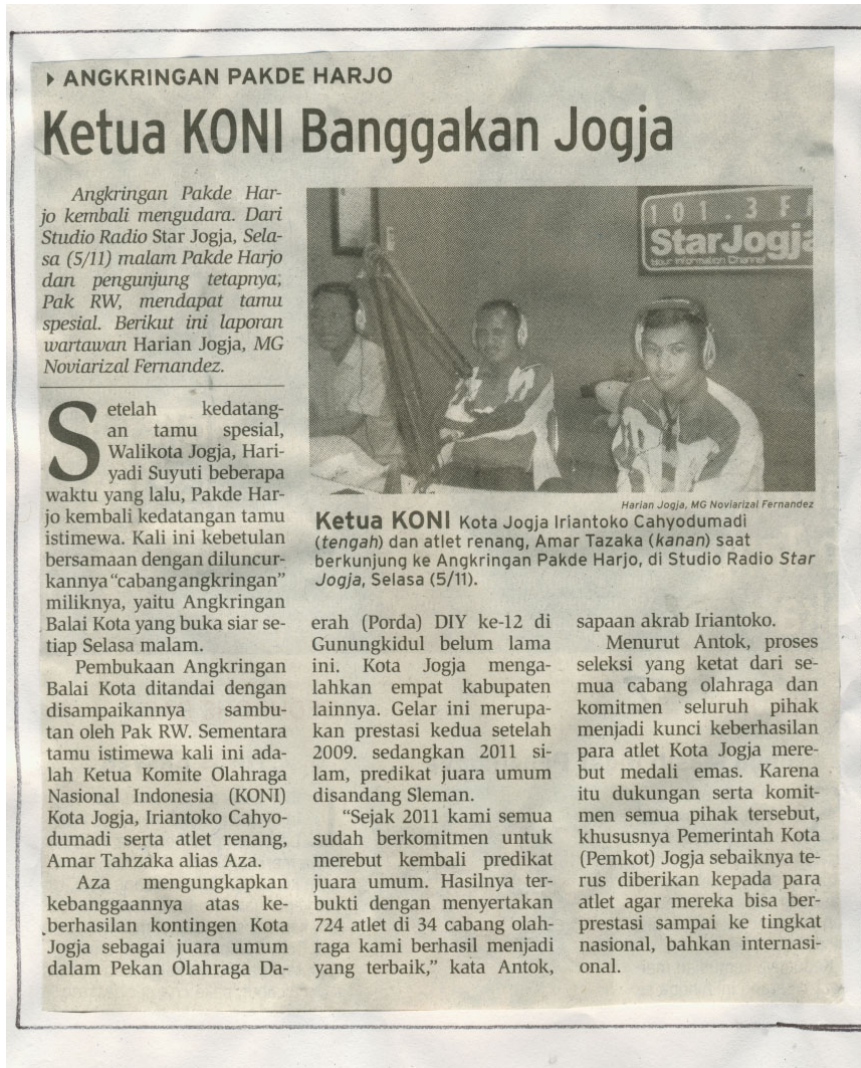 ANGKRINGAN PAKDE HARJO
Ketua KONI Banggakan Jogja
Angkringan Pakde Har-
jo kembali mengudara. Dari
Studio Radio Star Jogja, Sela-
sa (5/11) malam Pakde Harjo
dan pengunjung tetapnya,
Pak RW, mendapat tamu
spesial. Berikut ini laporan
wartawan Harian Jogja, MG
Noviarizal Fernandez.
Setelah kedatang-
an tamu spesial,
Walikota Jogja, Hari-
yadi Suyuti beberapa
waktu yang lalu, Pakde Har-
jo kembali kedatangan tamu
istimewa. Kali ini kebetulan
bersamaan dengan diluncur-
kannya "cabang angkringan"
miliknya, yaitu Angkringan
Balai Kota yang buka siar se-
tiap Selasa malam.
Pembukaan Angkringan
Balai Kota ditandai dengan
disampaikannya sambu-
tan oleh Pak RW. Sementara
tamu istimewa kali ini ada-
lah Ketua Komite Olahraga
Nasional Indonesia (KONI)
Kota Jogja, Iriantoko Cahyo-
dumadi serta atlet renang,
Amar Tahzaka alias Aza.
Aza mengungkapkan
kebanggaannya atas ke-
berhasilan kontingen Kota
Jogja sebagai juara umum
dalam Pekan Olahraga Da-
101.3 FM
StarJogja
Your Information Channel
Harian Jogja, MG Noviarizal Fernandez
Ketua KONI Kota Jogja Iriantoko Cahyodumadi
(tengah) dan atlet renang, Amar Tazaka (kanan) saat
berkunjung ke Angkringan Pakde Harjo, di Studio Radio Star
Jogja, Selasa (5/11).
erah (Porda) DIY ke-12 di
Gunungkidul belum lama
ini. Kota Jogja menga-
lahkan empat kabupaten
lainnya. Gelar ini merupa-
kan prestasi kedua setelah
2009. sedangkan 2011 si-
lam, predikat juara umum
disandang Sleman.
"Sejak 2011 kami semua
sudah berkomitmen untuk
merebut kembali predikat
juara umum. Hasilnya ter-
bukti dengan menyertakan
724 atlet di 34 cabang olah-
raga kami berhasil menjadi
yang terbaik," kata Antok,
sapaan akrab Iriantoko.
Menurut Antok, proses
seleksi yang ketat dari se-
mua cabang olahraga dan
komitmen seluruh pihak
menjadi kunci keberhasilan
para atlet Kota Jogja mere-
but medali emas. Karena
itu dukungan serta komit-
men semua pihak tersebut,
khususnya Pemerintah Kota
(Pemkot) Jogja sebaiknya te-
rus diberikan kepada para
atlet agar mereka bisa ber-
prestasi sampai ke tingkat
nasional, bahkan internasi-
onal.